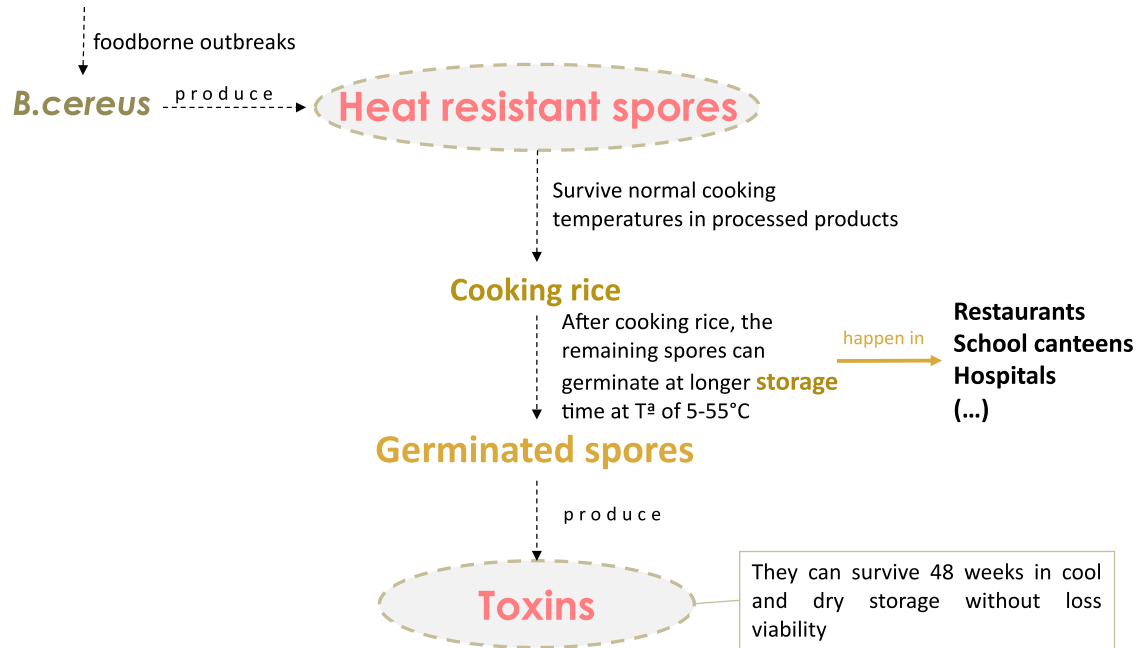 foodborne outbreaks
B.cereus
produce
Heat resistant spores
Survive normal cooking
temperatures in processed products
Cooking rice
After cooking rice, the
remaining spores can
germinate at longer storage
time at Tª of 5-55°C
happen in
Restaurants
School canteens
Hospitals
(...)
Germinated spores
produce
Toxins
They can survive 48 weeks in cool
and dry storage without loss
viability